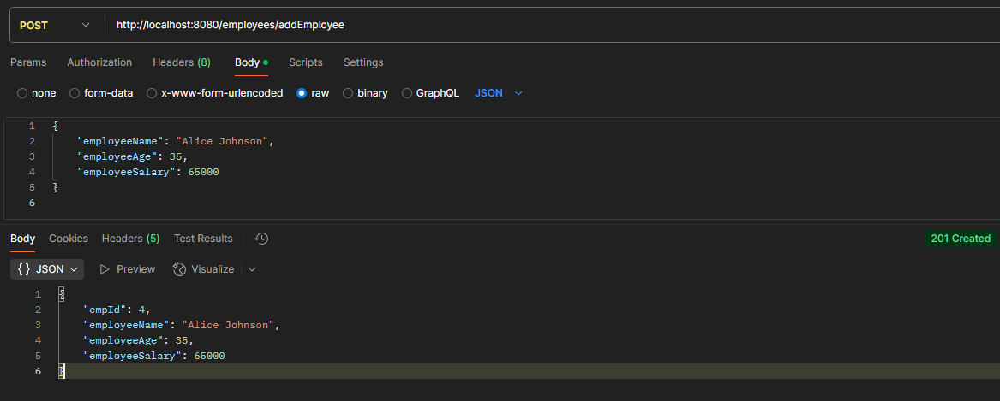 POST http://localhost:8080/employees/addEmployee
Params Authorization Headers (8) Body Scripts Settings
none form-data x-www-form-urlencoded raw binary GraphQL JSON
1 {
2 "employeeName": "Alice Johnson",
3 "employeeAge": 35,
4 "employeeSalary": 65000
5 }
6
Body Cookies Headers (5) Test Results 201 Created
{} JSON Preview Visualize
1 {
2 "empId": 4,
3 "employeeName": "Alice Johnson",
4 "employeeAge": 35,
5 "employeeSalary": 65000
6 }